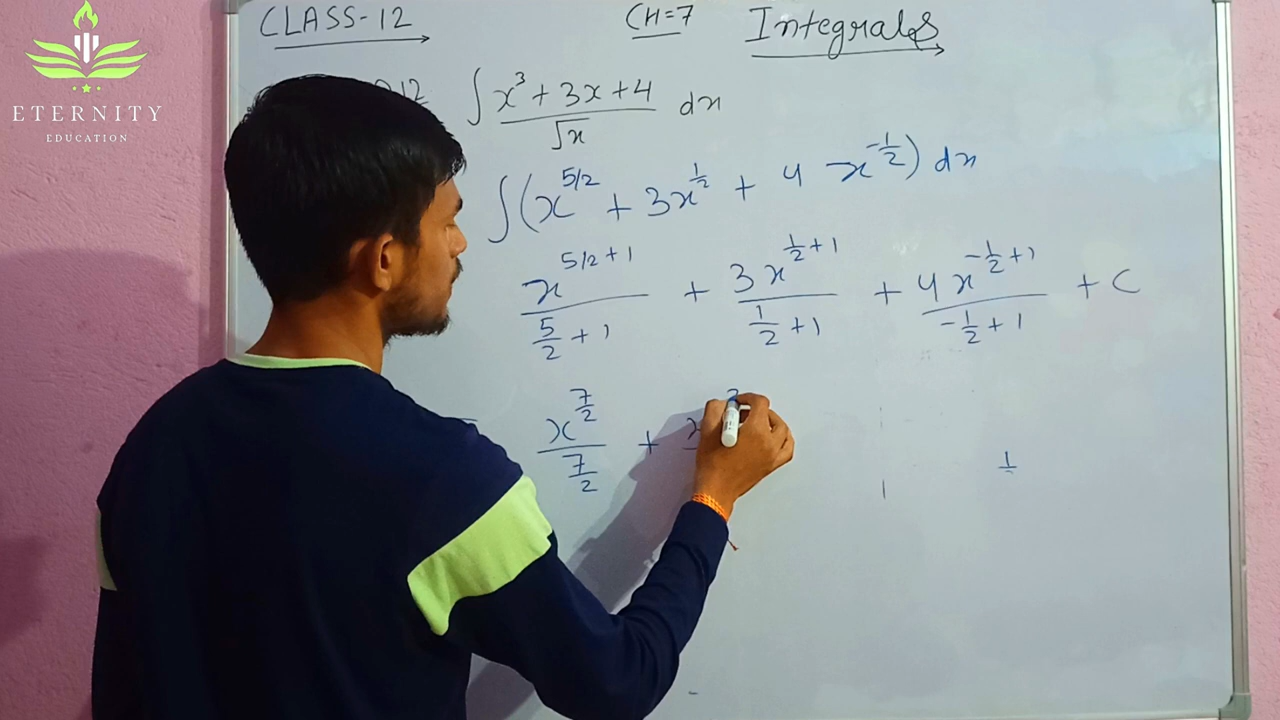 CLASS-12 CH=7 Integrals
ETERNITY
EDUCATION
12 ∫ x³ + 3x + 4 / √x dx
∫(x^5/2 + 3x^1/2 + 4 x^-1/2) dx
x^5/2+1 / 5/2 + 1 + 3x^1/2+1 / 1/2 + 1 + 4x^-1/2+1 / -1/2 + 1 + C
x^7/2 / 7/2 + x